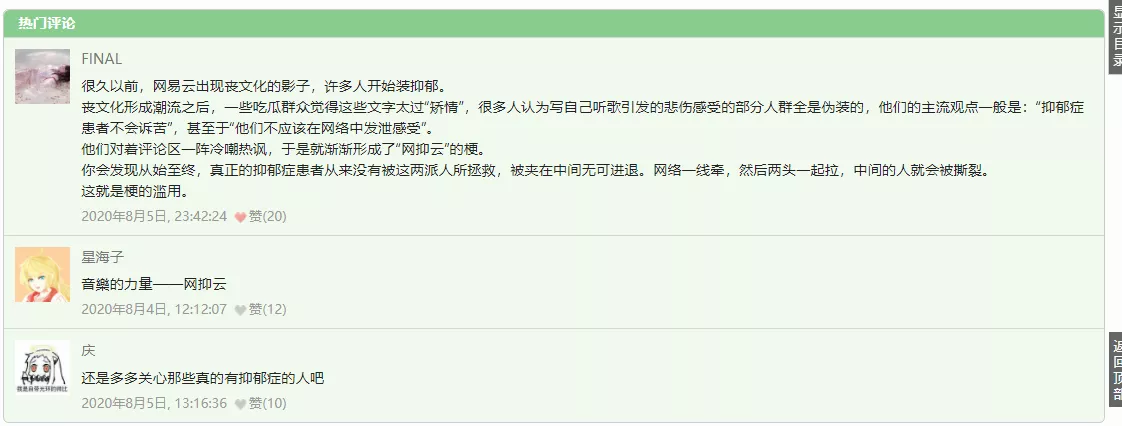 热门评论
显示目录
FINAL
很久以前，网易云出现丧文化的影子，许多人开始装抑郁。
丧文化形成潮流之后，一些吃瓜群众觉得这些文字太过“矫情”，很多人认为写自己听歌引发的悲伤感受的部分人群全是伪装的，他们的主流观点一般是：“抑郁症
患者不会诉苦”，甚至于“他们不应该在网络中发泄感受”。
他们对着评论区一阵冷嘲热讽，于是就渐渐形成了“网抑云”的梗。
你会发现从始至终，真正的抑郁症患者从来没有被这两派人所拯救，被夹在中间无可进退。网络一线牵，然后两头一起拉，中间的人就会被撕裂。
这就是梗的滥用。
2020年8月5日, 23:42:24 赞(20)
星海子
音樂的力量——网抑云
2020年8月4日, 12:12:07 赞(12)
庆
还是多多关心那些真的有抑郁症的人吧
2020年8月5日, 13:16:36 赞(10)
返回顶部